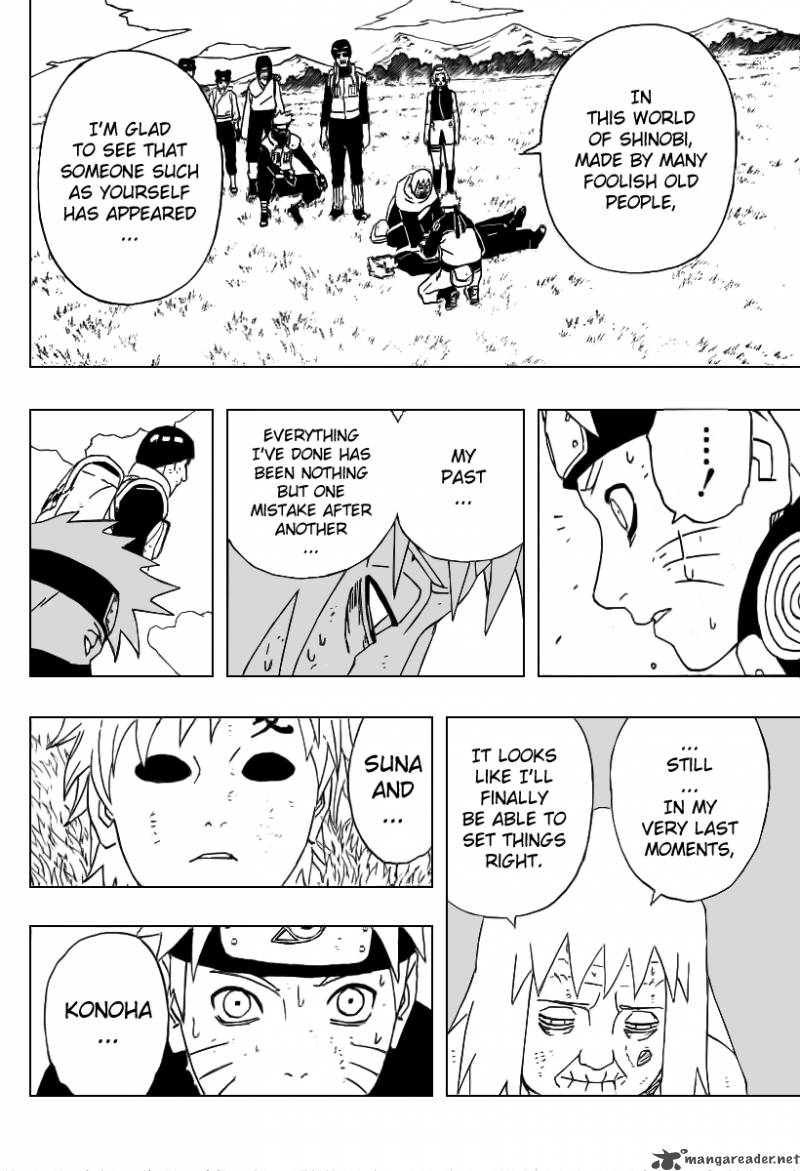 IN
THIS WORLD
OF SHINOBI,
MADE BY MANY
FOOLISH OLD
PEOPLE,
I'M GLAD
TO SEE THAT
SOMEONE SUCH
AS YOURSELF
HAS APPEARED
...
...!
MY
PAST
...
EVERYTHING
I'VE DONE HAS
BEEN NOTHING
BUT ONE
MISTAKE AFTER
ANOTHER
...
...
STILL
...
IN MY
VERY LAST
MOMENTS,
IT LOOKS
LIKE I'LL
FINALLY
BE ABLE TO
SET THINGS
RIGHT.
SUNA
AND
...
KONOHA
...
mangareader.net